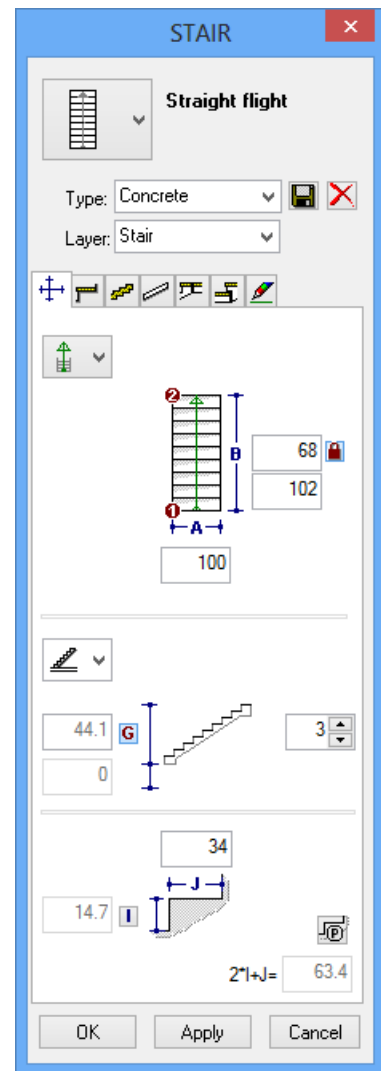 STAIR
Straight flight
Type: Concrete
Layer: Stair
2
B
68
102
1
A
100
44.1 G
3
0
34
J
14.7 I
P
2*I+J= 63.4
OK Apply Cancel